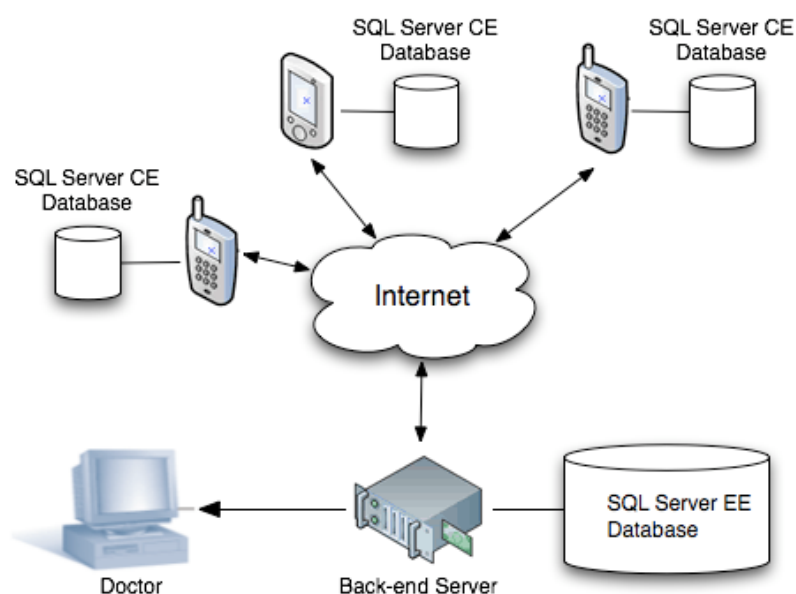 SQL Server CE
Database
SQL Server CE
Database
SQL Server CE
Database
Internet
SQL Server EE
Database
Doctor
Back-end Server